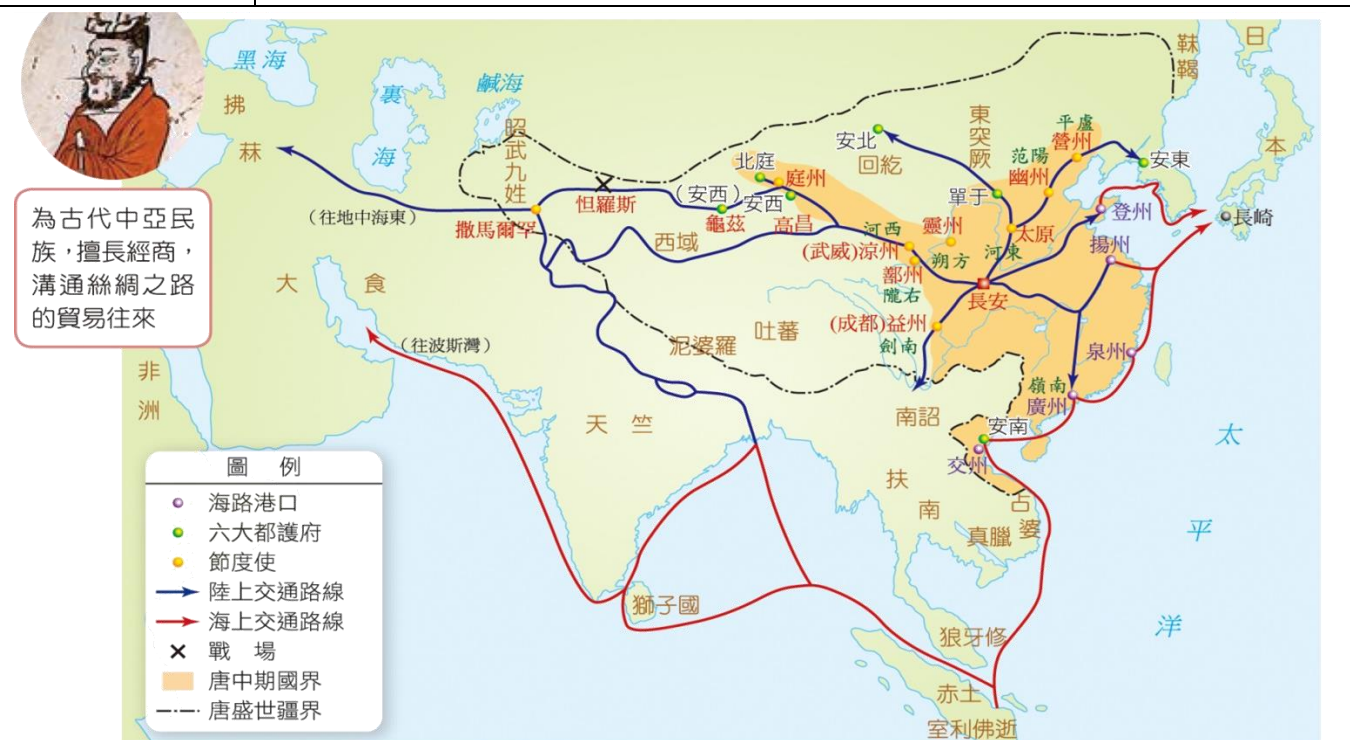 為古代中亞民
族，擅長經商，
溝通絲綢之路
的貿易往來
黑海
裏海
鹹海
拂菻
昭武九姓
靺鞨
日本
東突厥
平盧
營州
安北
回紇
范陽
幽州
安東
北庭
庭州
(安西)
安西
單于
登州
長崎
怛羅斯
龜茲
高昌
河西
靈州
太原
撒馬爾罕
(往地中海東)
西域
(武威)涼州
朔方
河東
揚州
鄯州
隴右
長安
大食
(成都)益州
劍南
吐蕃
泥婆羅
(往波斯灣)
泉州
非洲
嶺南
廣州
天竺
南詔
安南
交州
太平洋
扶南
占婆
真臘
獅子國
狼牙修
赤土
室利佛逝
圖例
海路港口
六大都護府
節度使
陸上交通路線
海上交通路線
戰場
唐中期國界
唐盛世疆界